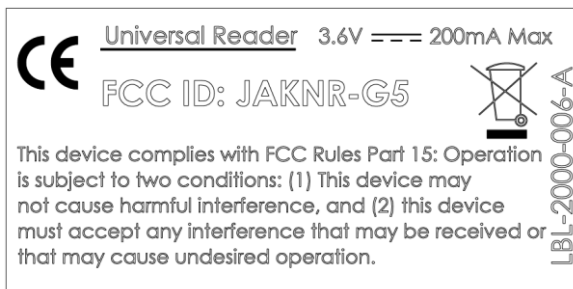 CE
Universal Reader 3.6V 200mA Max
FCC ID: JAKNR-G5
This device complies with FCC Rules Part 15: Operation
is subject to two conditions: (1) This device may
not cause harmful interference, and (2) this device
must accept any interference that may be received or
that may cause undesired operation.
LBL-2000-006-A